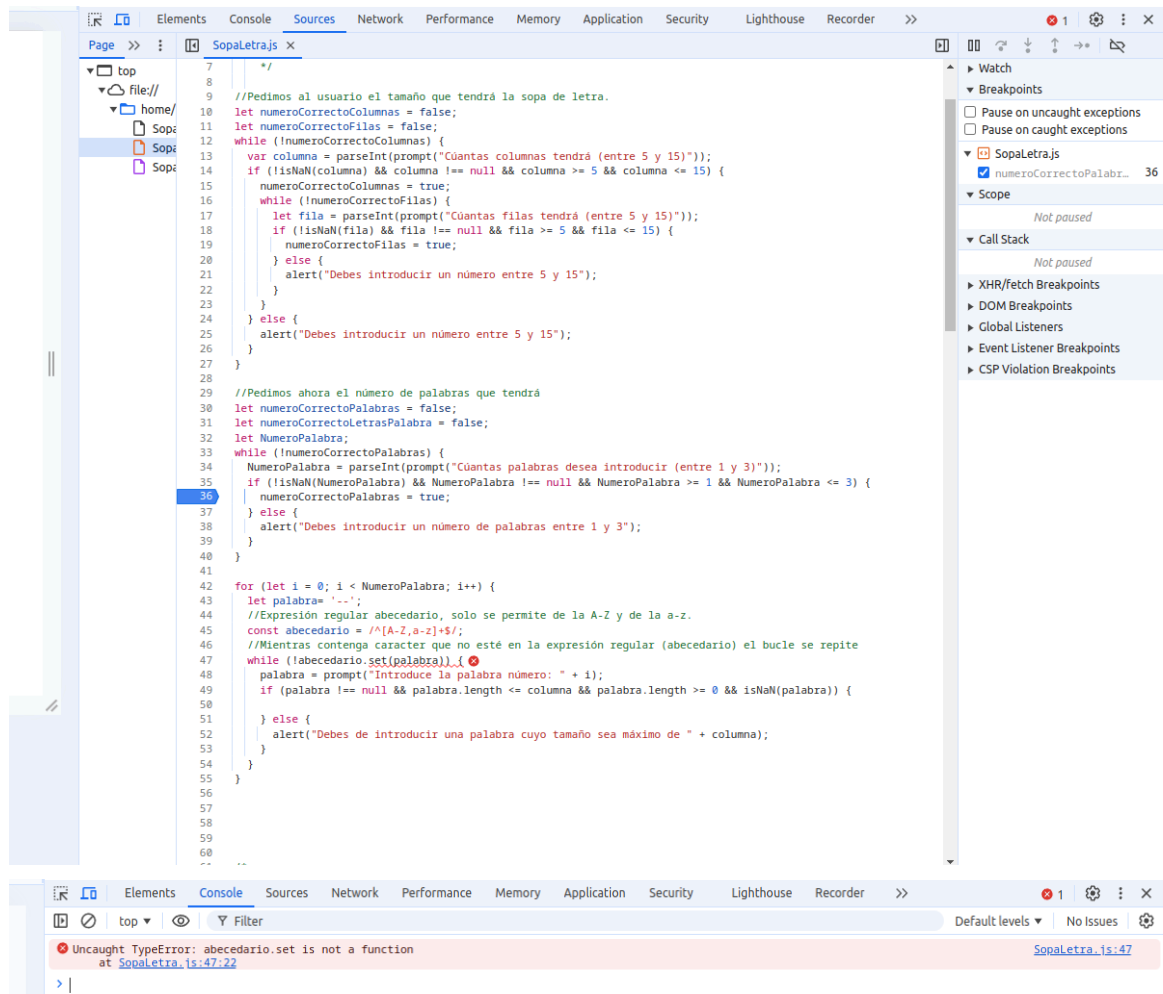 Elements Console Sources Network Performance Memory Application Security Lighthouse Recorder >> 1
Page >> SopaLetra.js ×
top
file://
home/
Sopa
Sopa
Sopa
7 */
8
9 //Pedimos al usuario el tamaño que tendrá la sopa de letra.
10 let numeroCorrectoColumnas = false;
11 let numeroCorrectoFilas = false;
12 while (!numeroCorrectoColumnas) {
13 var columna = parseInt(prompt("Cúantas columnas tendrá (entre 5 y 15)"));
14 if (!isNaN(columna) && columna !== null && columna >= 5 && columna <= 15) {
15 numeroCorrectoColumnas = true;
16 while (!numeroCorrectoFilas) {
17 let fila = parseInt(prompt("Cúantas filas tendrá (entre 5 y 15)"));
18 if (!isNaN(fila) && fila !== null && fila >= 5 && fila <= 15) {
19 numeroCorrectoFilas = true;
20 } else {
21 alert("Debes introducir un número entre 5 y 15");
22 }
23 }
24 } else {
25 alert("Debes introducir un número entre 5 y 15");
26 }
27 }
28
29 //Pedimos ahora el número de palabras que tendrá
30 let numeroCorrectoPalabras = false;
31 let numeroCorrectoLetrasPalabra = false;
32 let NumeroPalabra;
33 while (!numeroCorrectoPalabras) {
34 NumeroPalabra = parseInt(prompt("Cúantas palabras desea introducir (entre 1 y 3)"));
35 if (!isNaN(NumeroPalabra) && NumeroPalabra !== null && NumeroPalabra >= 1 && NumeroPalabra <= 3) {
36 numeroCorrectoPalabras = true;
37 } else {
38 alert("Debes introducir un número de palabras entre 1 y 3");
39 }
40 }
41
42 for (let i = 0; i < NumeroPalabra; i++) {
43 let palabra= '--';
44 //Expresión regular abecedario, solo se permite de la A-Z y de la a-z.
45 const abecedario = /^[A-Z,a-z]+$/;
46 //Mientras contenga caracter que no esté en la expresión regular (abecedario) el bucle se repite
47 while (!abecedario.set(palabra)) {
48 palabra = prompt("Introduce la palabra número: " + i);
49 if (palabra !== null && palabra.length <= columna && palabra.length >= 0 && isNaN(palabra)) {
50
51 } else {
52 alert("Debes de introducir una palabra cuyo tamaño sea máximo de " + columna);
53 }
54 }
55 }
56
57
58
59
60
Watch
Breakpoints
Pause on uncaught exceptions
Pause on caught exceptions
SopaLetra.js
numeroCorrectoPalabr… 36
Scope
Not paused
Call Stack
Not paused
XHR/fetch Breakpoints
DOM Breakpoints
Global Listeners
Event Listener Breakpoints
CSP Violation Breakpoints
Elements Console Sources Network Performance Memory Application Security Lighthouse Recorder >> 1
top Filter Default levels No Issues
Uncaught TypeError: abecedario.set is not a function SopaLetra.js:47
at SopaLetra.js:47:22
>